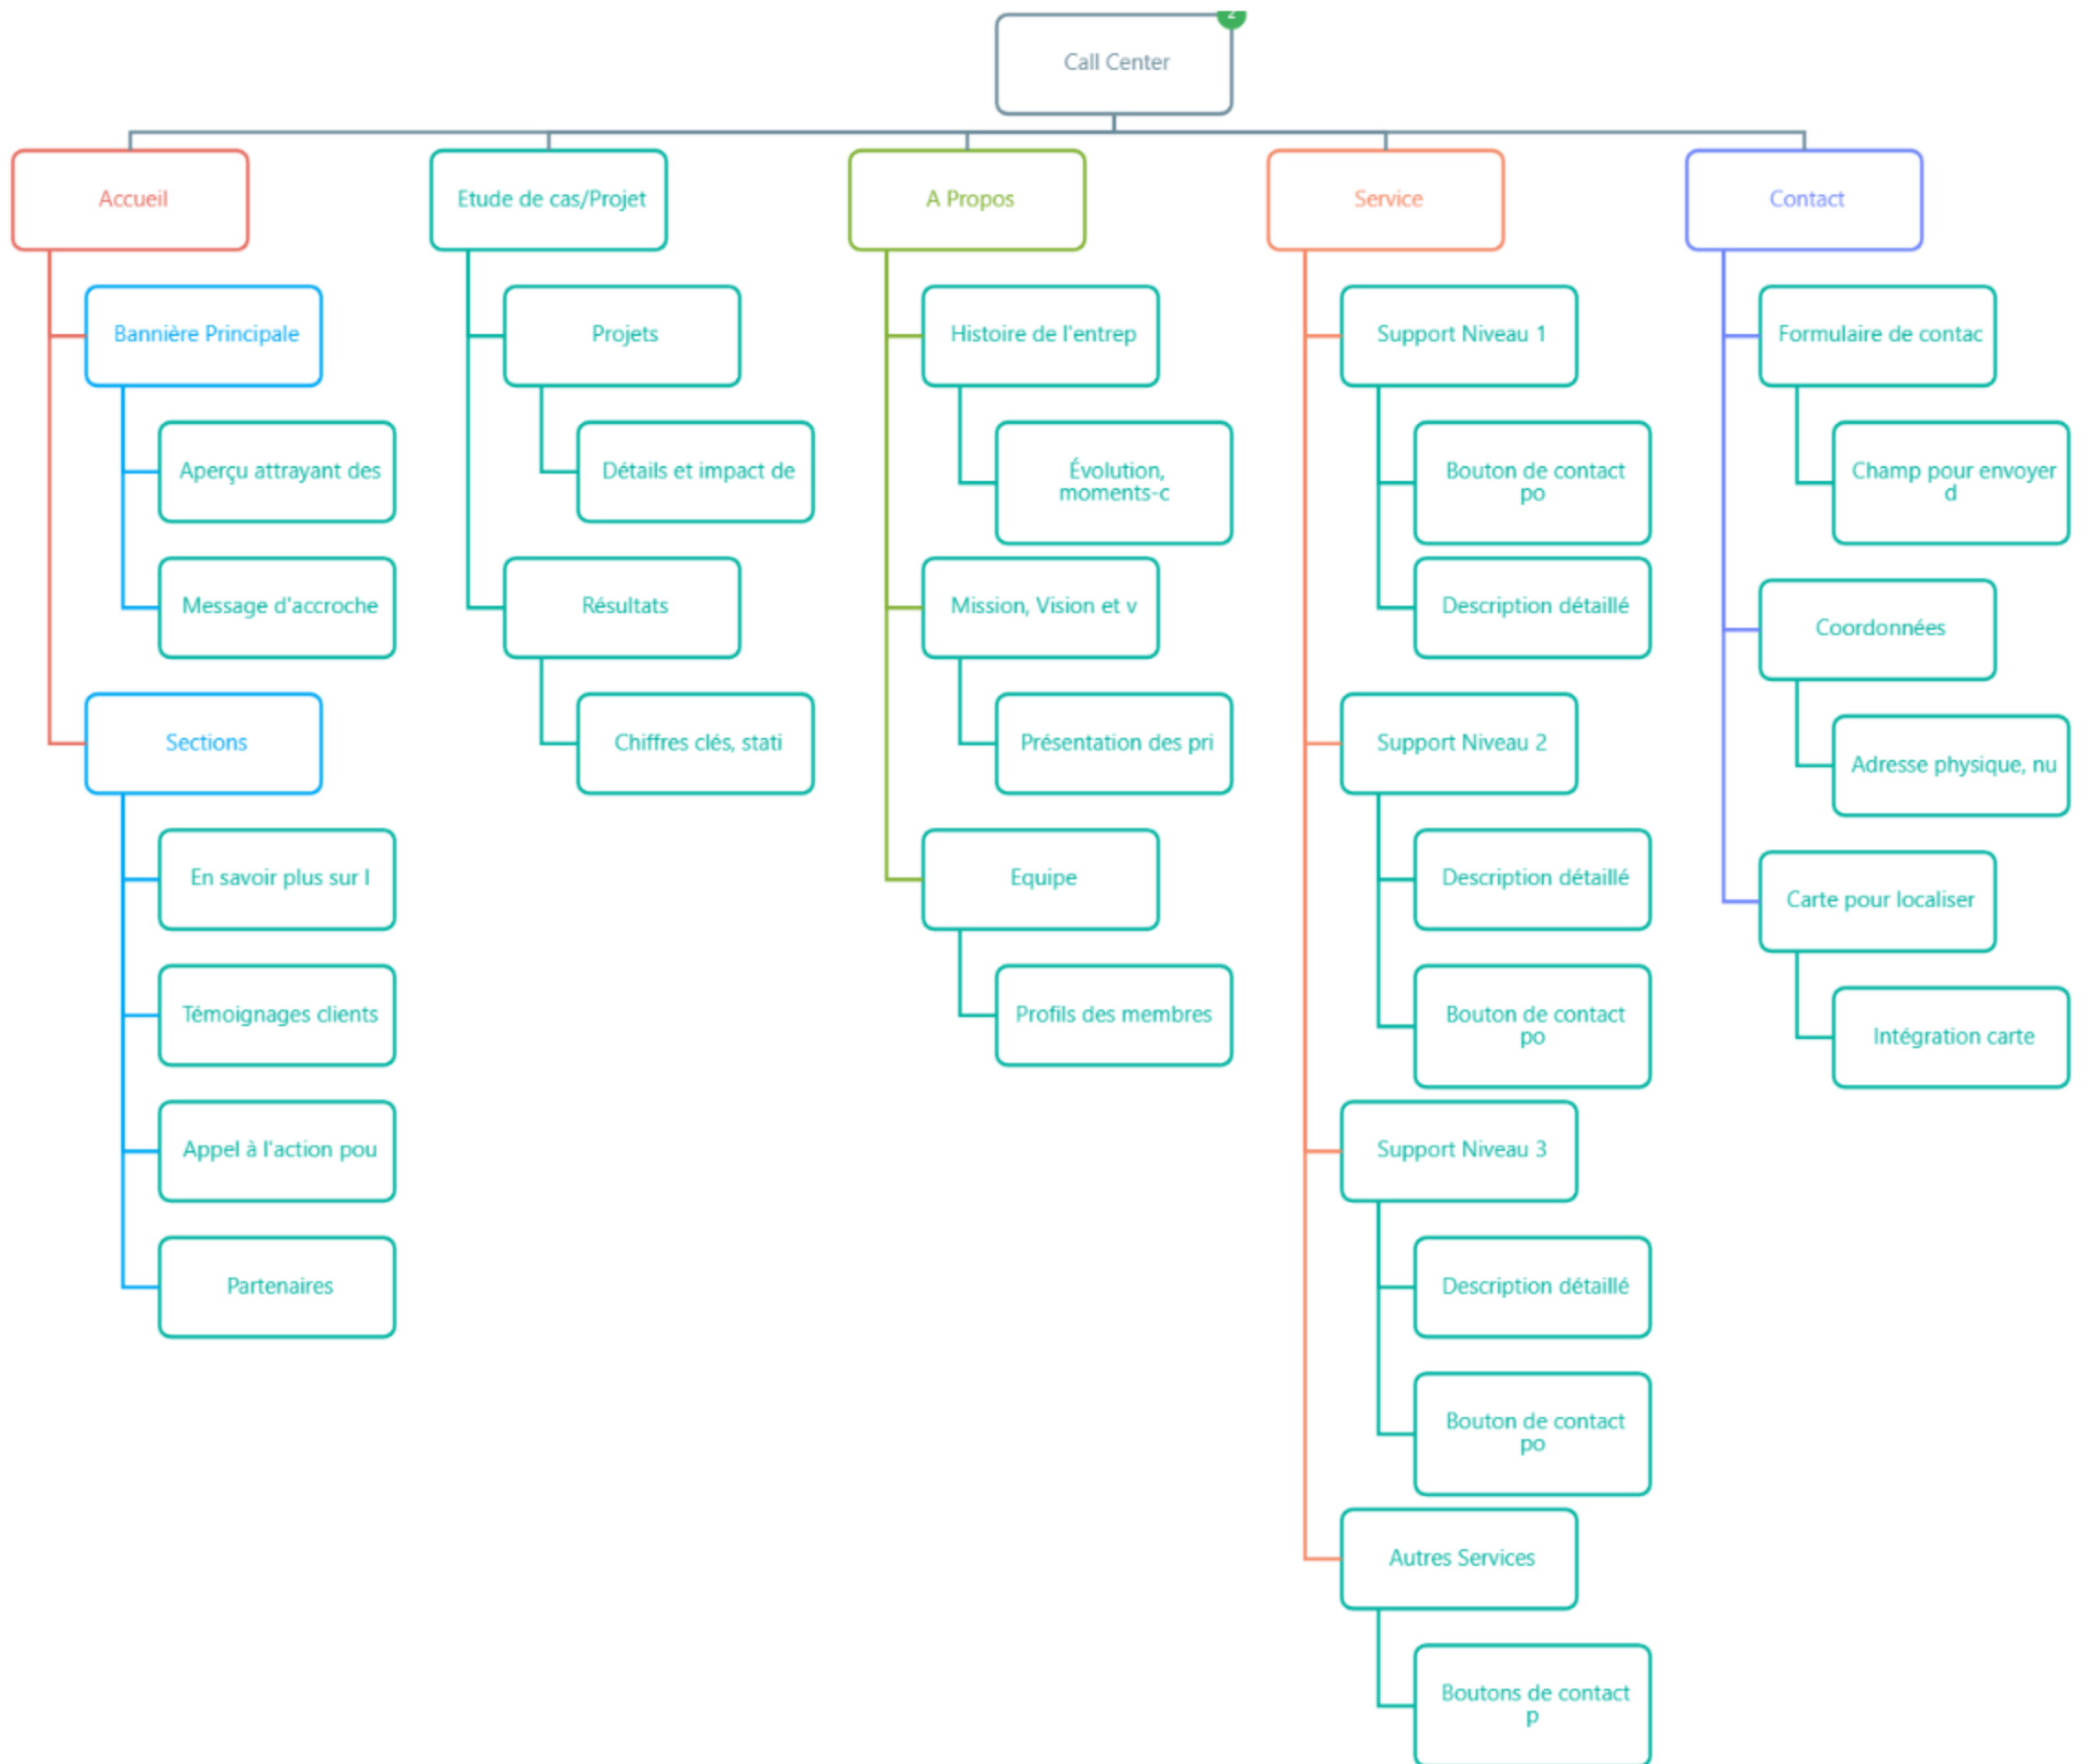 2
Call Center
Accueil
Etude de cas/Projet
A Propos
Service
Contact
Bannière Principale
Aperçu attrayant des
Message d'accroche
Sections
En savoir plus sur l
Témoignages clients
Appel à l'action pou
Partenaires
Projets
Détails et impact de
Résultats
Chiffres clés, stati
Histoire de l'entrep
Évolution,
moments-c
Mission, Vision et v
Présentation des pri
Equipe
Profils des membres
Support Niveau 1
Bouton de contact
po
Description détaillé
Support Niveau 2
Description détaillé
Bouton de contact
po
Support Niveau 3
Description détaillé
Bouton de contact
po
Autres Services
Boutons de contact
p
Formulaire de contac
Champ pour envoyer
d
Coordonnées
Adresse physique, nu
Carte pour localiser
Intégration carte